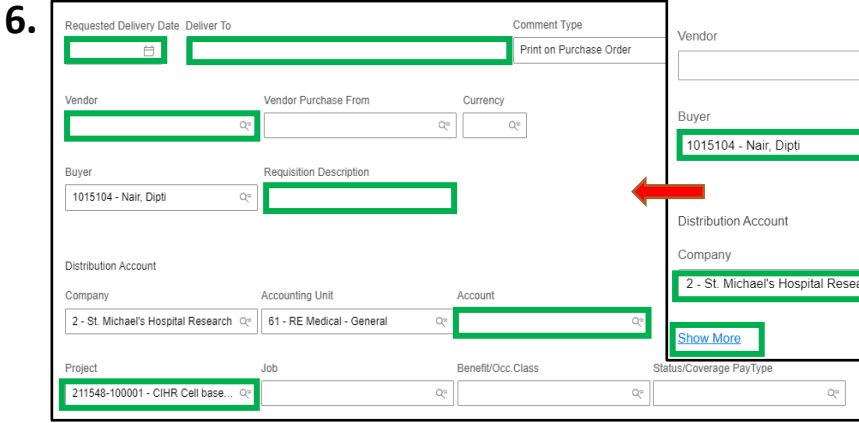 6.
Requested Delivery Date Deliver To Comment Type
Print on Purchase Order
Vendor Vendor Purchase From Currency
Buyer Requisition Description
1015104 - Nair, Dipti
Distribution Account
Company Accounting Unit Account
2 - St. Michael's Hospital Research 61 - RE Medical - General
Project Job Benefit/Occ.Class Status/Coverage PayType
211548-100001 - CIHR Cell base...
Vendor
Buyer
1015104 - Nair, Dipti
Distribution Account
Company
2 - St. Michael's Hospital Resea
Show More